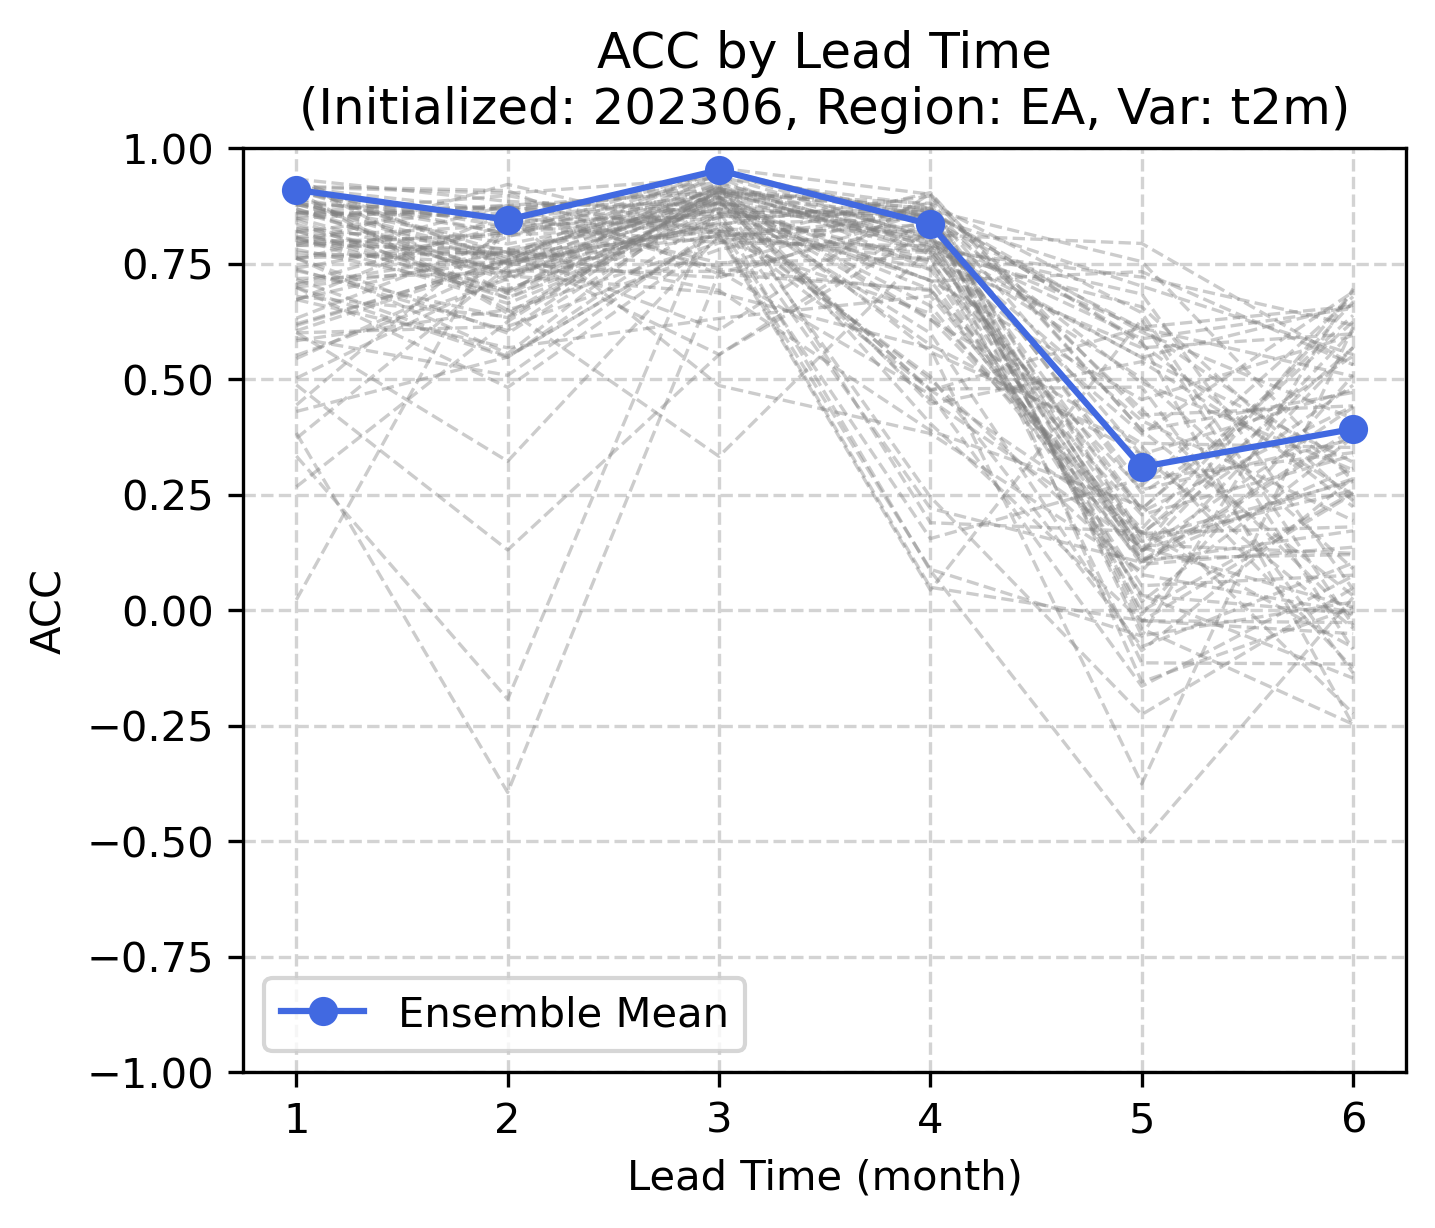 ACC by Lead Time
(Initialized: 202306, Region: EA, Var: t2m)
1.00
0.75
0.50
0.25
0.00
−0.25
−0.50
−0.75
−1.00
ACC
Ensemble Mean
1 2 3 4 5 6
Lead Time (month)